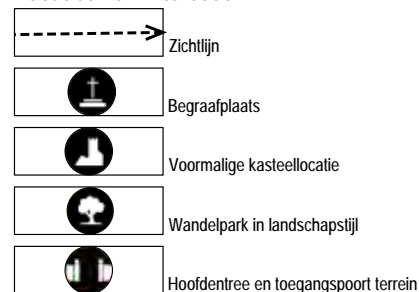 Zichtlijn
Begraafplaats
Voormalige kasteellocatie
Wandelpark in landschapstijl
Hoofdentree en toegangspoort terrein